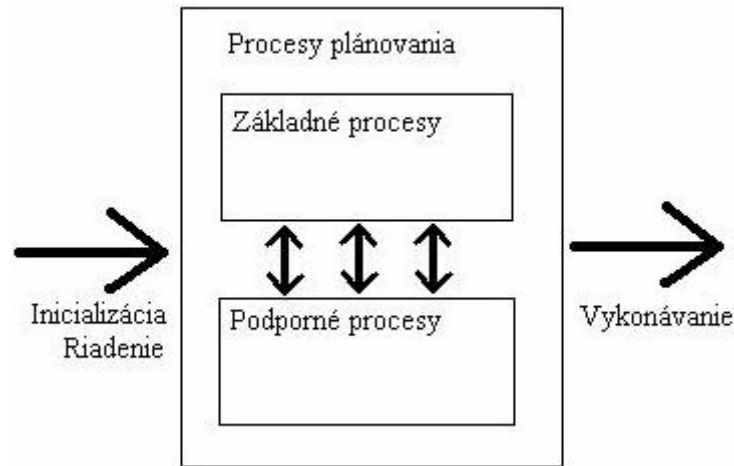 Procesy plánovania
Základné procesy
Inicializácia
Riadenie
Podporné procesy
Vykonávanie